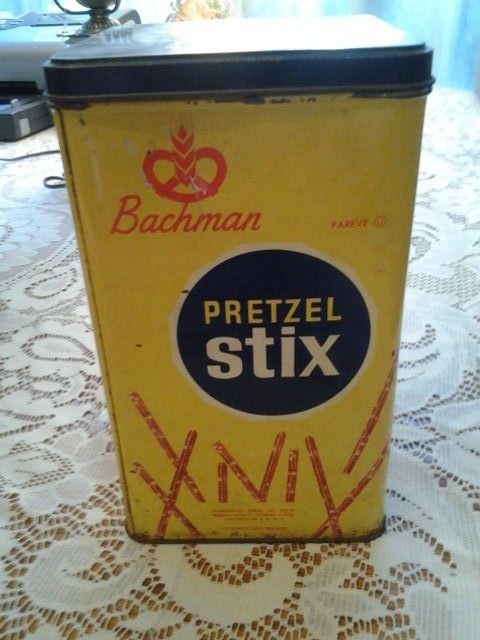 Bachman
PAREVE Ⓤ
PRETZEL
stix